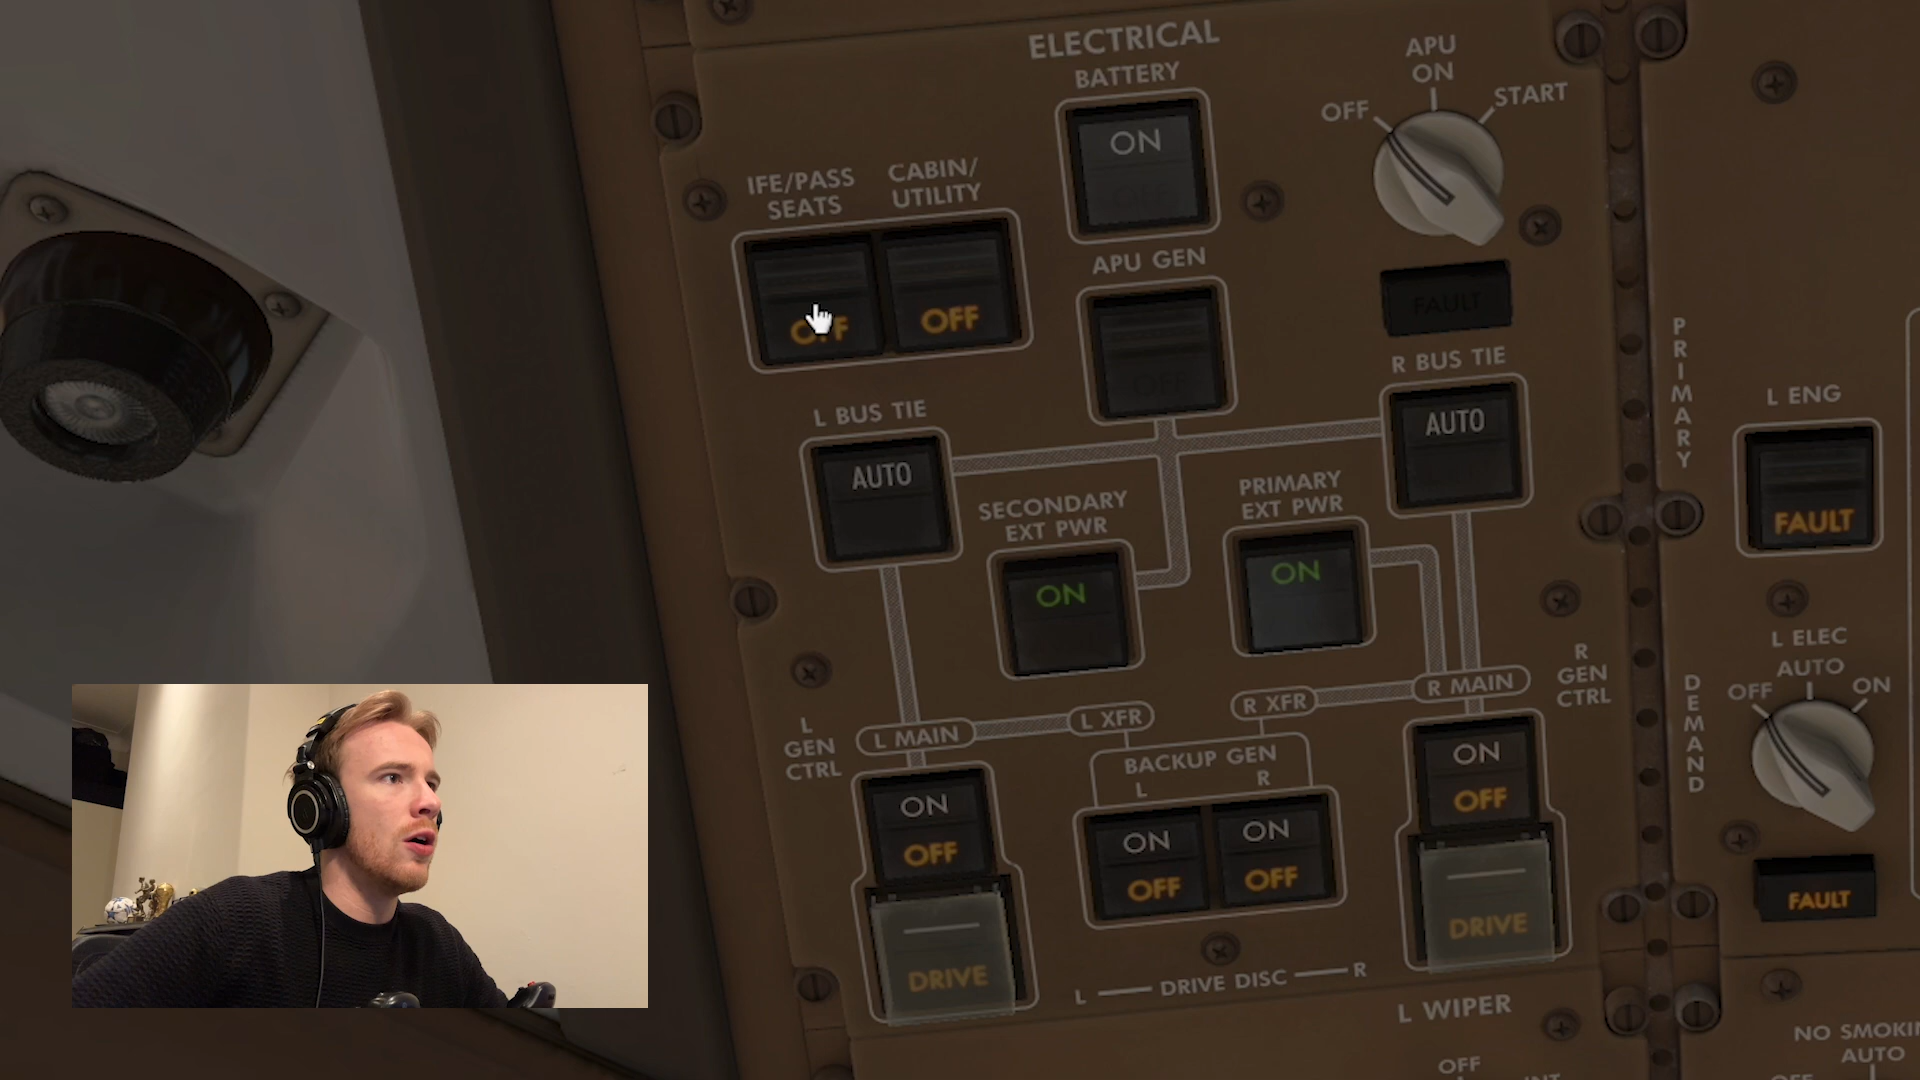 ELECTRICAL
BATTERY
ON
APU
ON
OFF
START
IFE/PASS
SEATS
CABIN/
UTILITY
OFF
OFF
APU GEN
FAULT
L BUS TIE
AUTO
R BUS TIE
AUTO
SECONDARY
EXT PWR
ON
PRIMARY
EXT PWR
ON
L MAIN
L XFR
R XFR
R MAIN
L
GEN
CTRL
R
GEN
CTRL
BACKUP GEN
L
R
ON
OFF
ON
OFF
ON
OFF
ON
OFF
DRIVE
DRIVE
L DRIVE DISC R
PRIMARY
L ENG
FAULT
L ELEC
AUTO
OFF
ON
DEMAND
FAULT
L WIPER
OFF
NO SMOKIN
AUTO